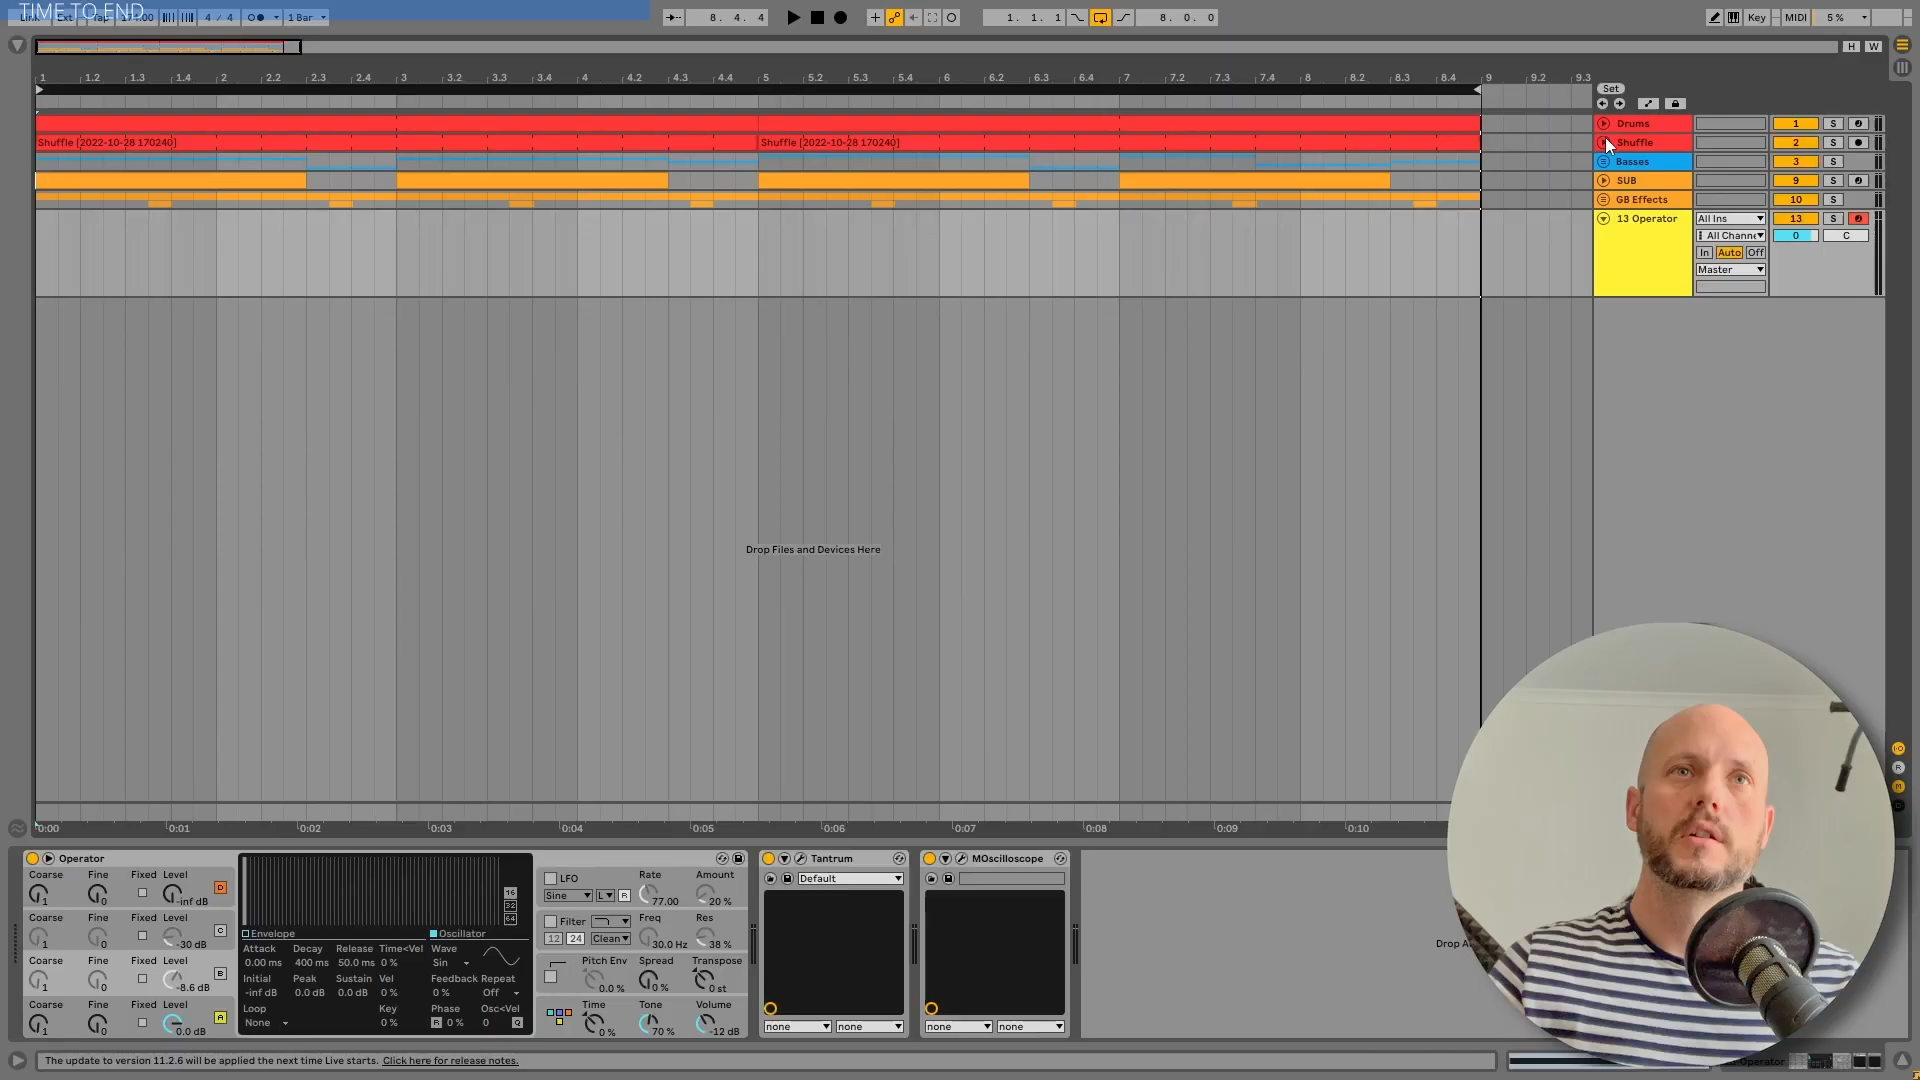 TIME TO END
Link Ext Tap 174.00 4 / 4 1 Bar 8. 4. 4 1. 1. 1 8. 0. 0 Key MIDI 5 %
H W
1 1.2 1.3 1.4 2 2.2 2.3 2.4 3 3.2 3.3 3.4 4 4.2 4.3 4.4 5 5.2 5.3 5.4 6 6.2 6.3 6.4 7 7.2 7.3 7.4 8 8.2 8.3 8.4 9 9.2 9.3
Set
Drums 1 S
Shuffle [2022-10-28 170240] Shuffle [2022-10-28 170240] Shuffle 2 S
Basses 3 S
SUB 9 S
GB Effects 10 S
13 Operator All Ins 13 S
All Channe 0 C
In Auto Off
Master
Drop Files and Devices Here
0:00 0:01 0:02 0:03 0:04 0:05 0:06 0:07 0:08 0:09 0:10
Operator Tantrum MOscilloscope
Coarse Fine Fixed Level LFO Rate Amount Default
1 0 -inf dB D 16 Sine L R 77.00 20 %
32
Coarse Fine Fixed Level 64 Filter Freq Res
1 0 -30 dB C Envelope Oscillator 12 24 Clean 30.0 Hz 38 %
Attack Decay Release Time<Vel Wave
0.00 ms 400 ms 50.0 ms 0 % Sin
Coarse Fine Fixed Level Pitch Env Spread Transpose
1 0 -8.6 dB B Initial Peak Sustain Vel Feedback Repeat 0.0 % 0 % 0 st
-inf dB 0.0 dB 0.0 dB 0 % 0 % Off
Coarse Fine Fixed Level Loop Key Phase Osc<Vel Time Tone Volume
1 0 0.0 dB A None 0 % R 0 % 0 Q 0 % 70 % -12 dB none none none none
Drop
The update to version 11.2.6 will be applied the next time Live starts. Click here for release notes.
Operator